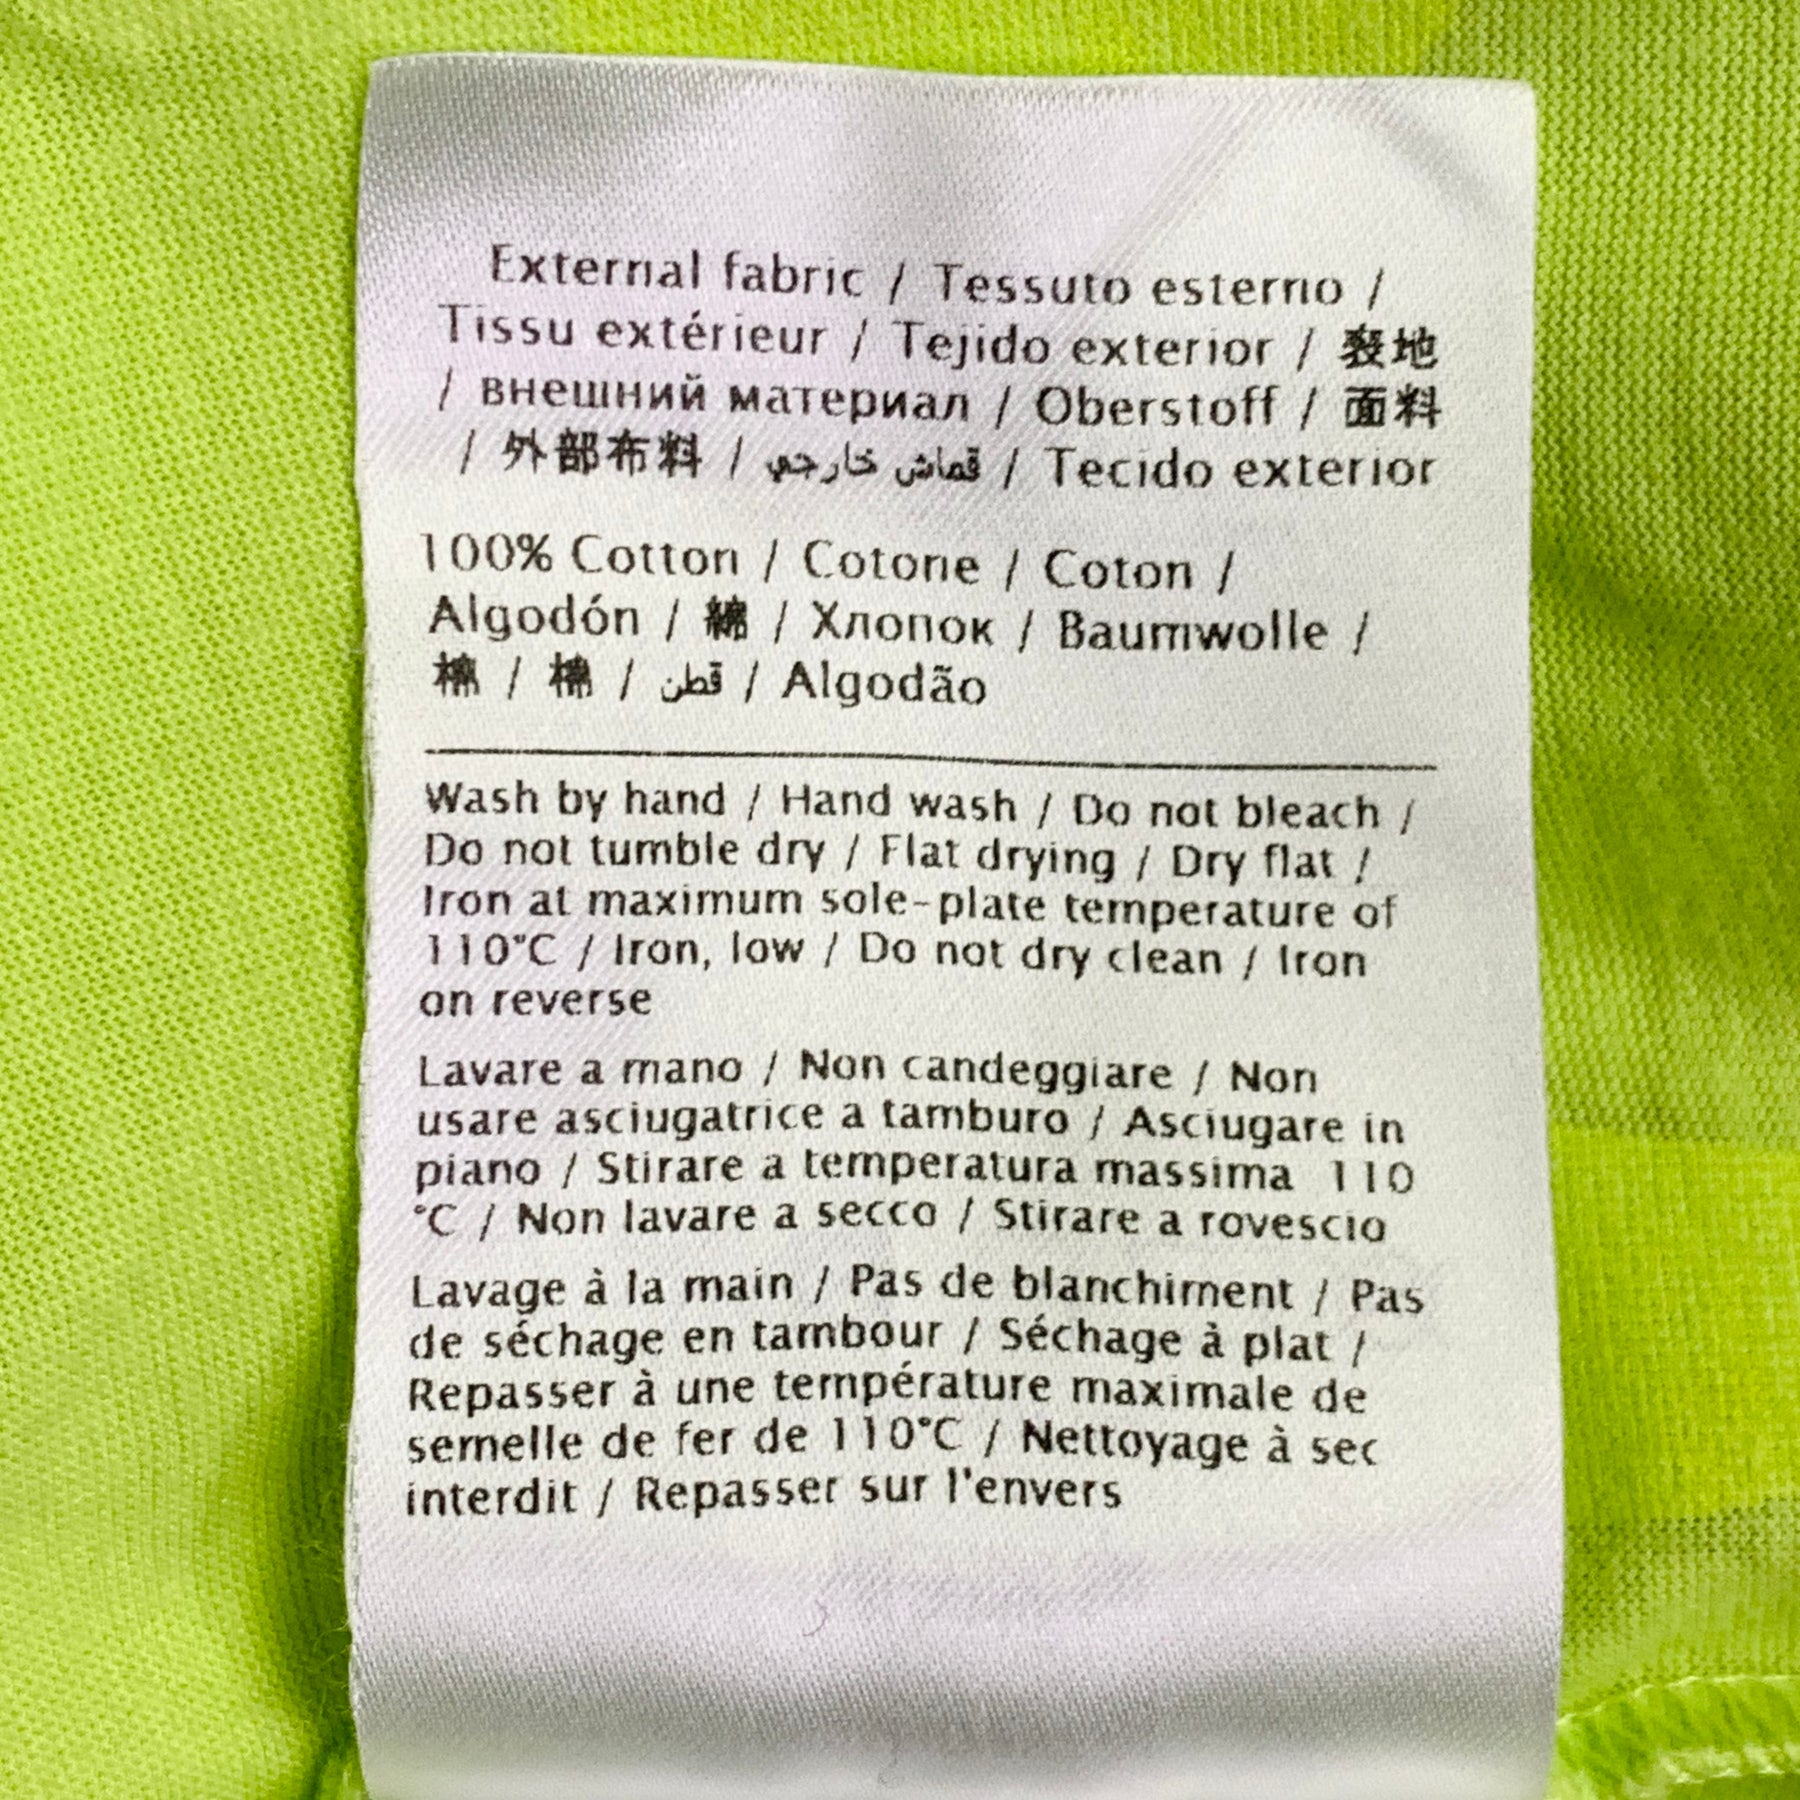 External fabric / Tessuto esterno /
Tissu extérieur / Tejido exterior / 表地
/ внешний материал / Oberstoff / 面料
/ 外部布料 / قماش خارجي / Tecido exterior
100% Cotton / Cotone / Coton /
Algodón / 綿 / Хлопок / Baumwolle /
棉 / 棉 / قطن / Algodão
Wash by hand / Hand wash / Do not bleach /
Do not tumble dry / Flat drying / Dry flat /
Iron at maximum sole-plate temperature of
110°C / Iron, low / Do not dry clean / Iron
on reverse
Lavare a mano / Non candeggiare / Non
usare asciugatrice a tamburo / Asciugare in
piano / Stirare a temperatura massima 110
°C / Non lavare a secco / Stirare a rovescio
Lavage à la main / Pas de blanchiment / Pas
de séchage en tambour / Séchage à plat /
Repasser à une température maximale de
semelle de fer de 110°C / Nettoyage à sec
interdit / Repasser sur l'envers